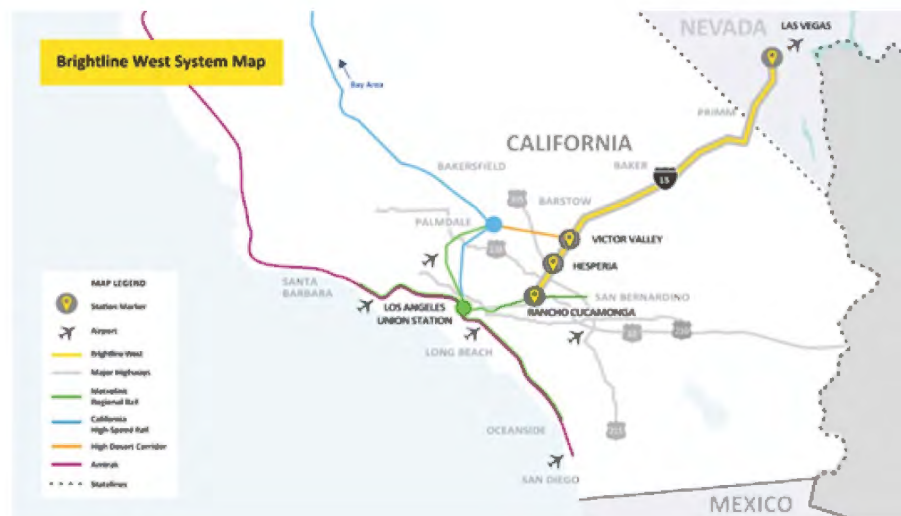 Brightline West System Map
Bay Area
NEVADA
LAS VEGAS
PRIMM
CALIFORNIA
BAKERSFIELD
BAKER
15
BARSTOW
PALMDALE
VICTOR VALLEY
HESPERIA
SANTA
BARBARA
LOS ANGELES
UNION STATION
SAN BERNARDINO
RANCHO CUCAMONGA
LONG BEACH
OCEANSIDE
215
SAN DIEGO
MEXICO
MAP LEGEND
Station Marker
Airport
Brightline West
Major Highways
Metrolink
Regional Rail
California
High-Speed Rail
High Desert Corridor
Amtrak
Statelines